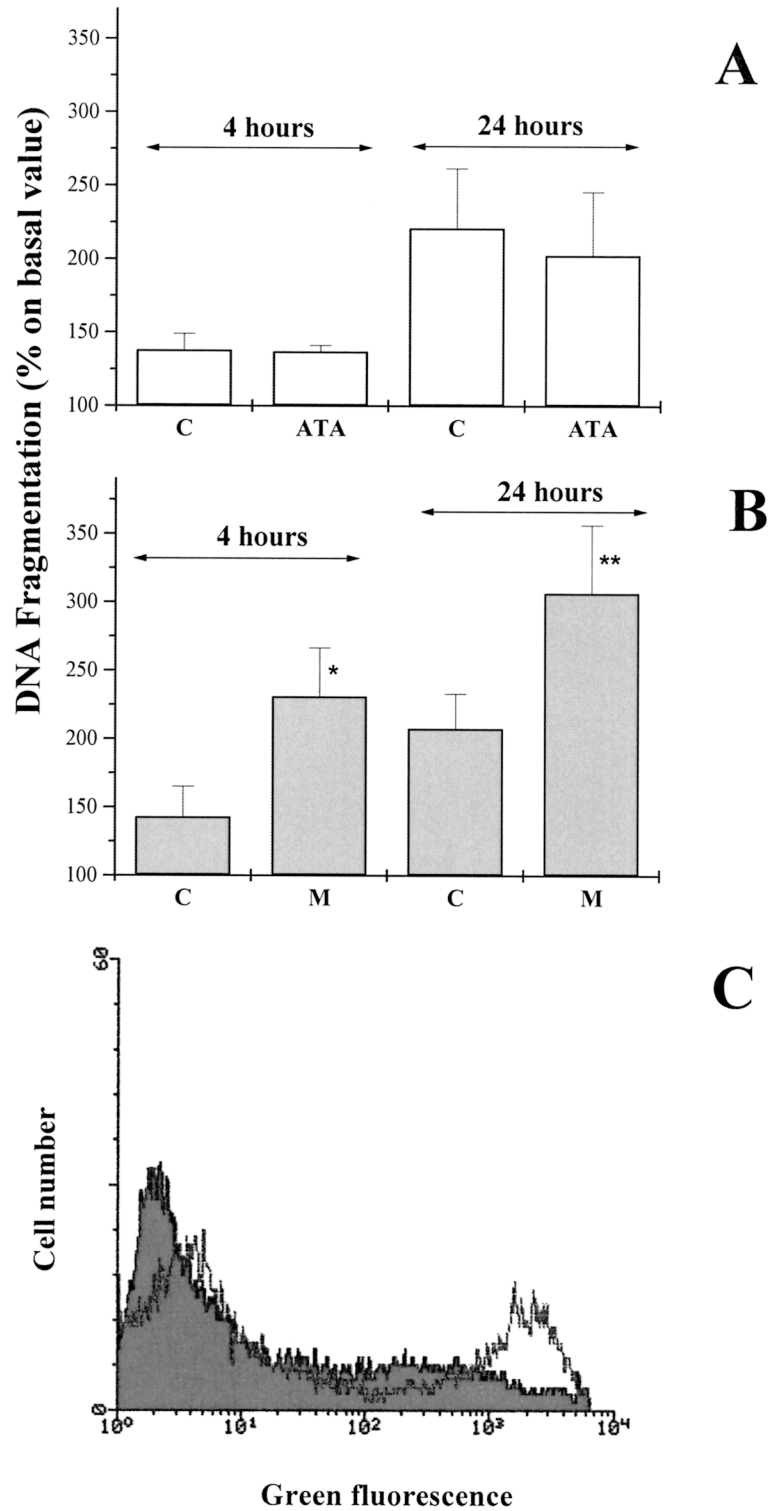 A
DNA Fragmentation (% on basal value)
350
300
250
200
150
100
4 hours
24 hours
C
ATA
C
ATA
B
350
300
250
200
150
100
4 hours
24 hours
*
**
C
M
C
M
C
Cell number
60
0
10⁰
10¹
10²
10³
10⁴
Green fluorescence